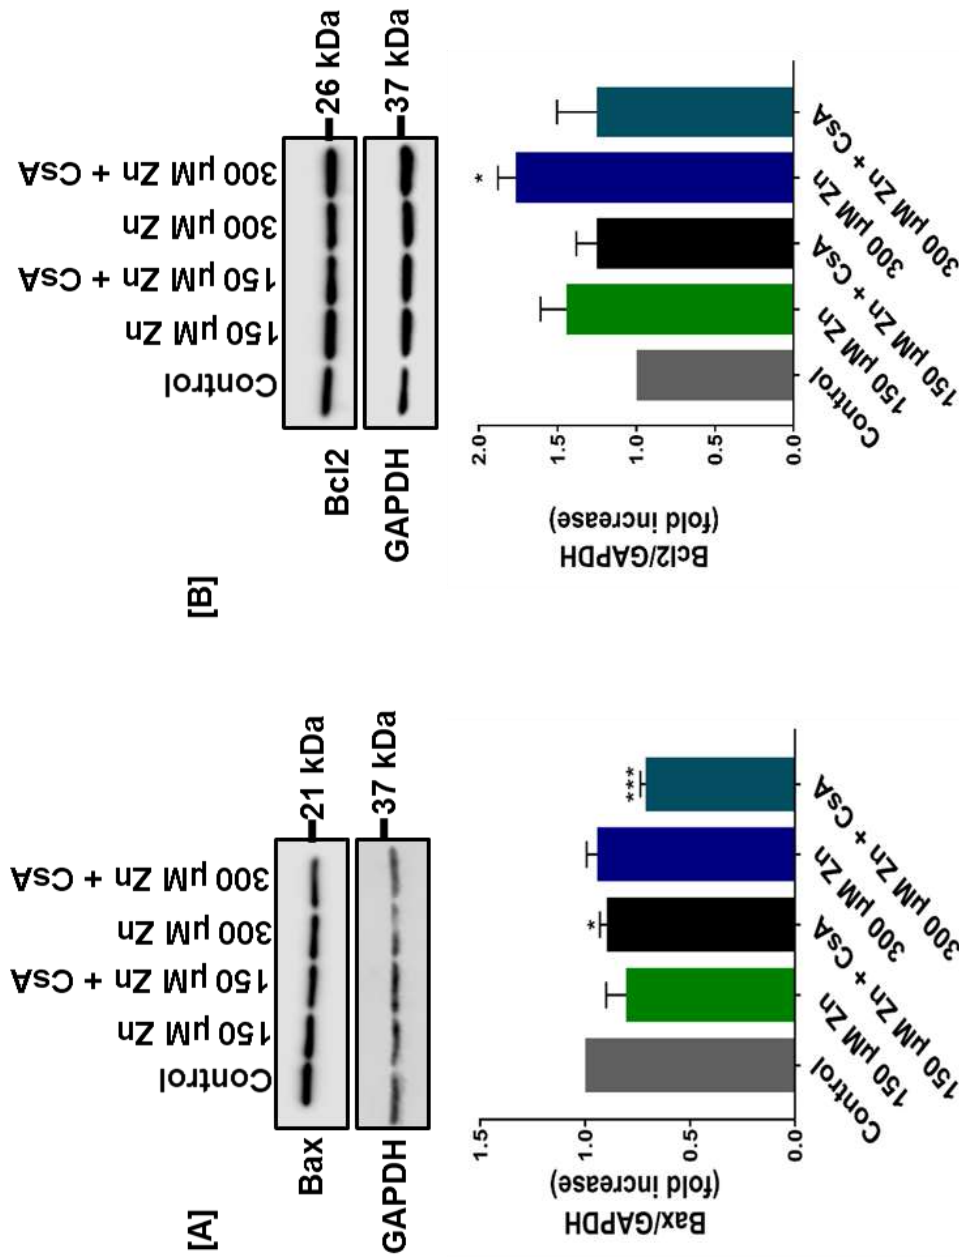 [A]
Control
150 µM Zn
150 µM Zn + CsA
300 µM Zn
300 µM Zn + CsA
Bax
21 kDa
GAPDH
37 kDa
Bax/GAPDH
(fold increase)
1.5
1.0
0.5
0.0
*
***
Control
150 µM Zn
150 µM Zn + CsA
300 µM Zn
300 µM Zn + CsA
[B]
Control
150 µM Zn
150 µM Zn + CsA
300 µM Zn
300 µM Zn + CsA
Bcl2
26 kDa
GAPDH
37 kDa
Bcl2/GAPDH
(fold increase)
2.0
1.5
1.0
0.5
0.0
*
Control
150 µM Zn
150 µM Zn + CsA
300 µM Zn
300 µM Zn + CsA